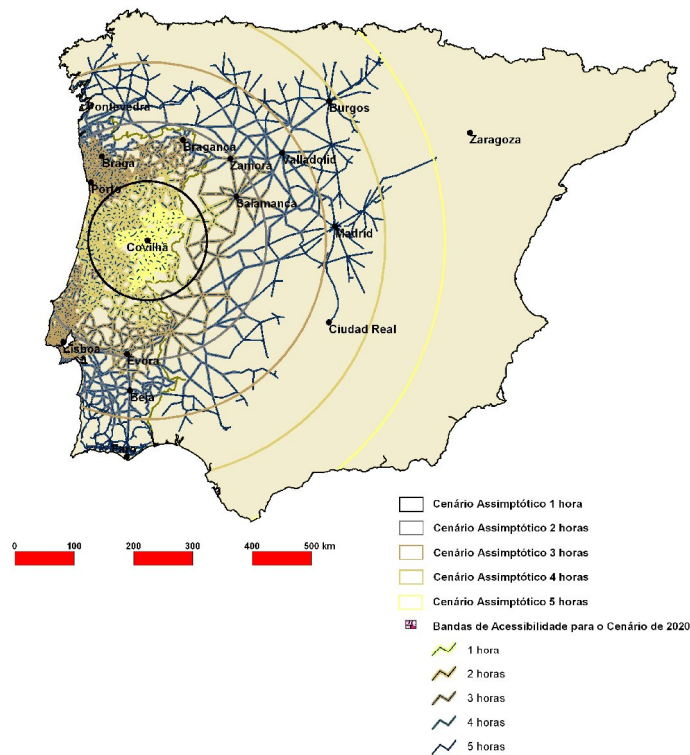 Pontevedra
Burgos
Zaragoza
Bragança
Braga
Zamora
Valladolid
Porto
Salamanca
Covilhã
Madrid
Ciudad Real
Lisboa
Évora
Beja
Faro
0 100 200 300 400 500 km
Cenário Assimptótico 1 hora
Cenário Assimptótico 2 horas
Cenário Assimptótico 3 horas
Cenário Assimptótico 4 horas
Cenário Assimptótico 5 horas
Bandas de Acessibilidade para o Cenário de 2020
1 hora
2 horas
3 horas
4 horas
5 horas